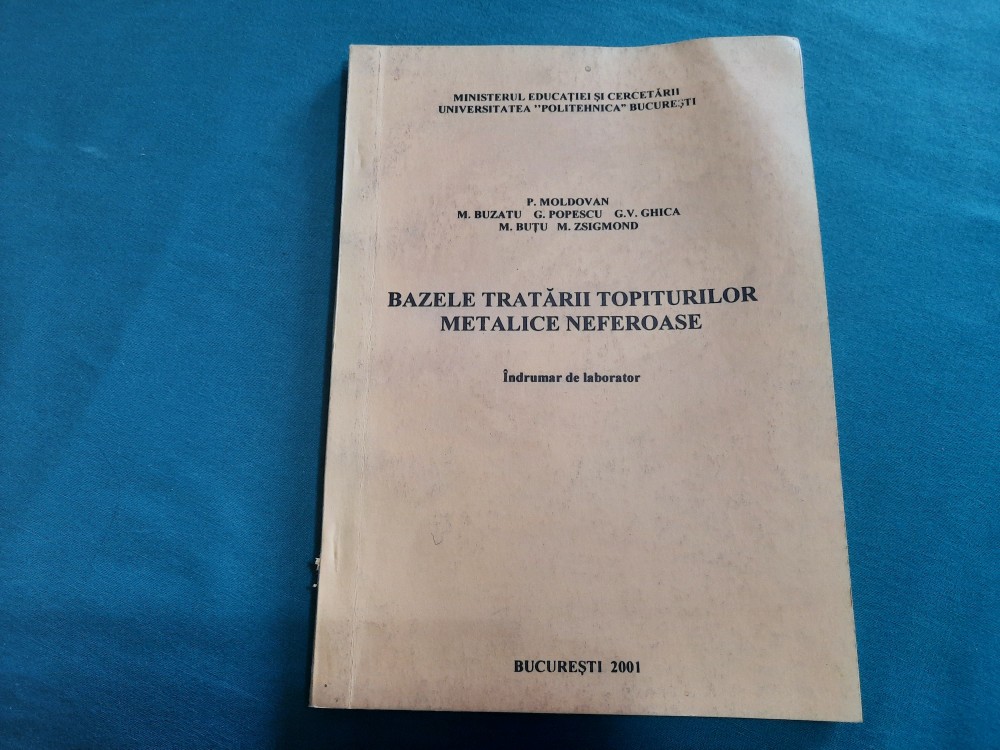 MINISTERUL EDUCAȚIEI ȘI CERCETĂRII
UNIVERSITATEA "POLITEHNICA" BUCUREȘTI
P. MOLDOVAN
M. BUZATU G. POPESCU G.V. GHICA
M. BUȚU M. ZSIGMOND
BAZELE TRATĂRII TOPITURILOR
METALICE NEFEROASE
Îndrumar de laborator
BUCUREȘTI 2001